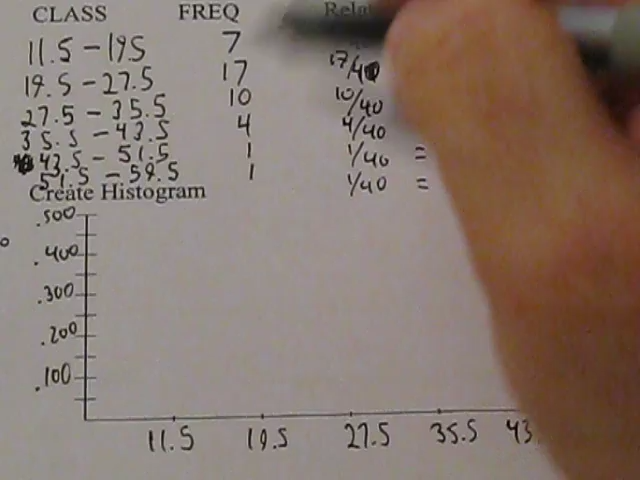 CLASS FREQ
11.5 - 19.5 7
19.5 - 27.5 17 17/40
27.5 - 35.5 10 10/40
35.5 - 43.5 4 4/40
43.5 - 51.5 1 1/40 =
51.5 - 59.5 1 1/40 =
Create Histogram
.500
.400
.300
.200
.100
11.5 19.5 27.5 35.5